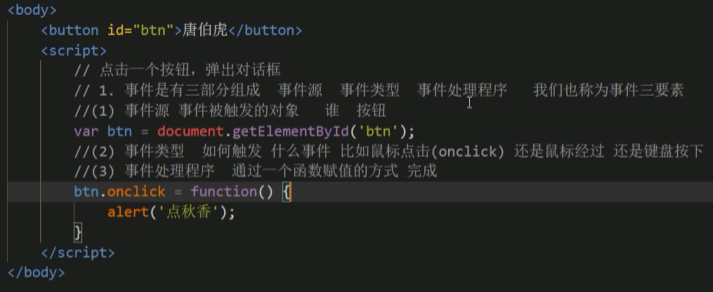 <body>
<button id="btn">唐伯虎</button>
<script>
// 点击一个按钮，弹出对话框
// 1. 事件是有三部分组成 事件源 事件类型 事件处理程序 我们也称为事件三要素
//(1) 事件源 事件被触发的对象 谁 按钮
var btn = document.getElementById('btn');
//(2) 事件类型 如何触发 什么事件 比如鼠标点击(onclick) 还是鼠标经过 还是键盘按下
//(3) 事件处理程序 通过一个函数赋值的方式 完成
btn.onclick = function() {
alert('点秋香');
}
</script>
</body>